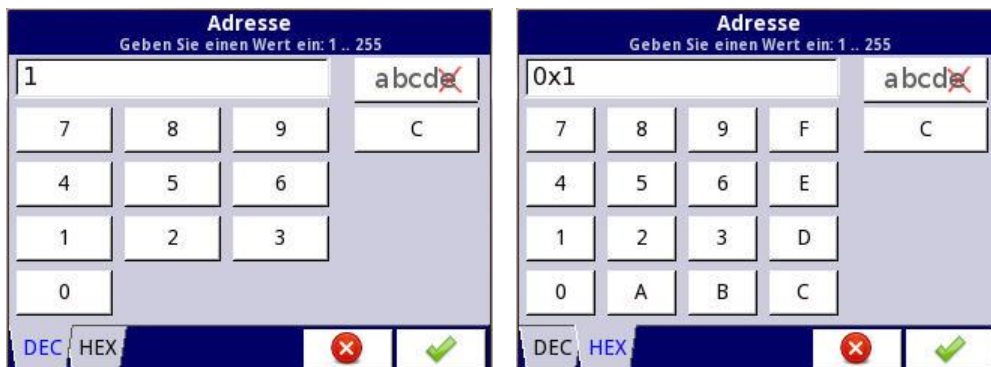 Adresse
Geben Sie einen Wert ein: 1 .. 255
1
abcde
7 8 9 C
4 5 6
1 2 3
0
DEC HEX
Adresse
Geben Sie einen Wert ein: 1 .. 255
0x1
abcde
7 8 9 F C
4 5 6 E
1 2 3 D
0 A B C
DEC HEX